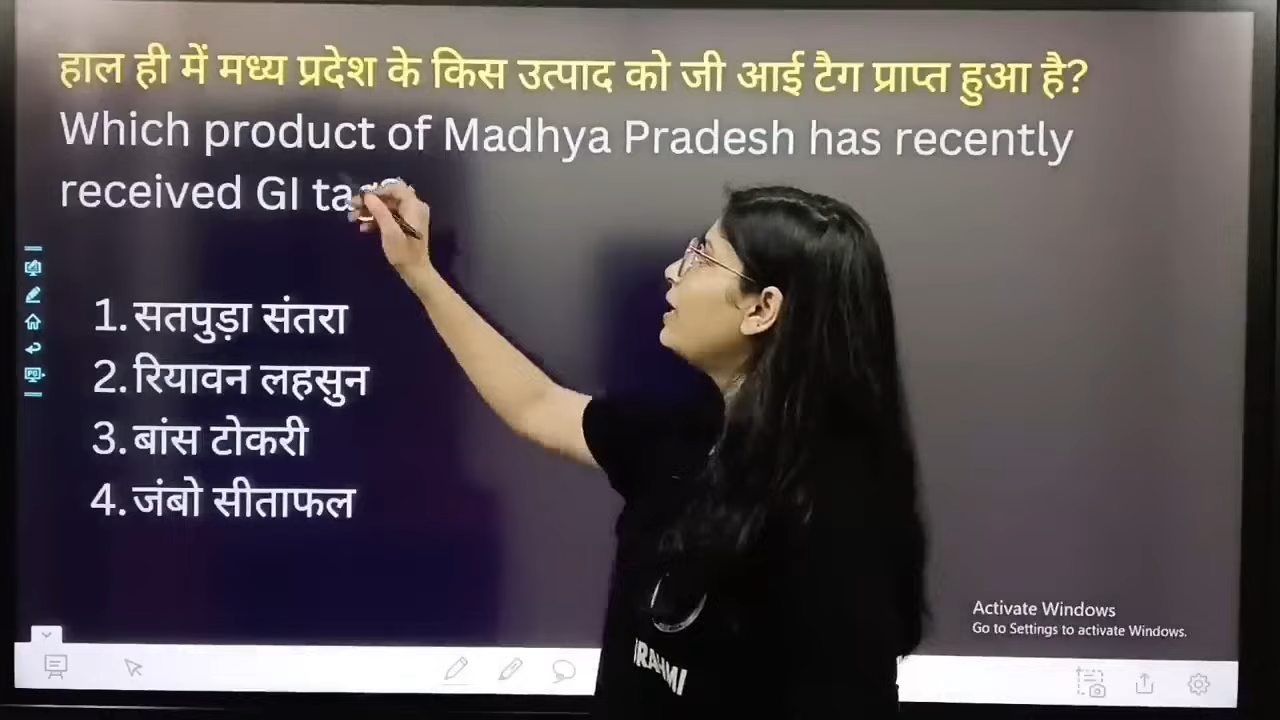 हाल ही में मध्य प्रदेश के किस उत्पाद को जी आई टैग प्राप्त हुआ है?
Which product of Madhya Pradesh has recently
received GI tag?
1. सतपुड़ा संतरा
2. रियावन लहसुन
3. बांस टोकरी
4. जंबो सीताफल
Activate Windows
Go to Settings to activate Windows.